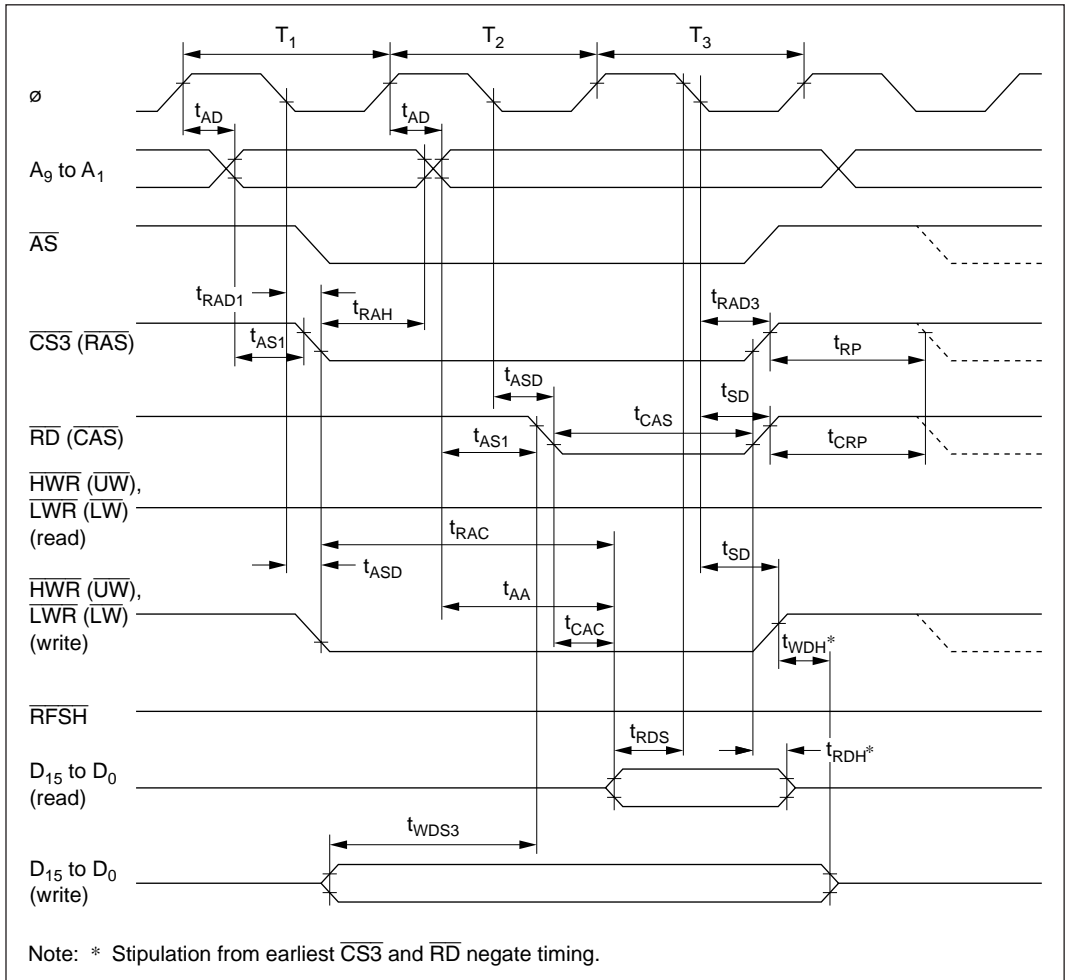 T1 T2 T3
ø
tAD tAD
A9 to A1
AS
tRAD1 tRAH tRAD3
CS3 (RAS)
tAS1 tRP
tASD tSD
RD (CAS)
tCAS
tAS1 tCRP
HWR (UW),
LWR (LW)
(read)
tRAC tSD
tASD
HWR (UW),
LWR (LW)
(write)
tAA
tCAC
tWDH*
RFSH
tRDS
tRDH*
D15 to D0
(read)
tWDS3
D15 to D0
(write)
Note: * Stipulation from earliest CS3 and RD negate timing.